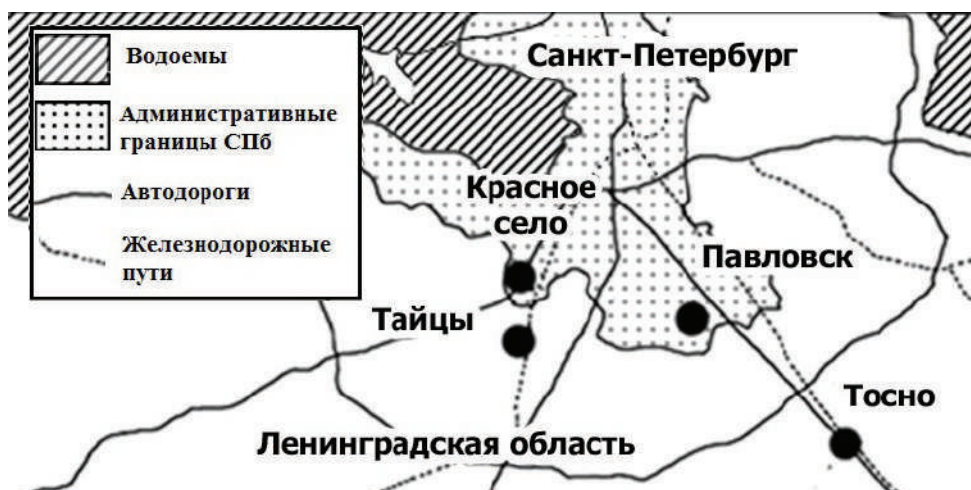 Водоемы
Административные
границы СПб
Автодороги
Железнодорожные
пути
Санкт-Петербург
Красное
село
Павловск
Тайцы
Тосно
Ленинградская область